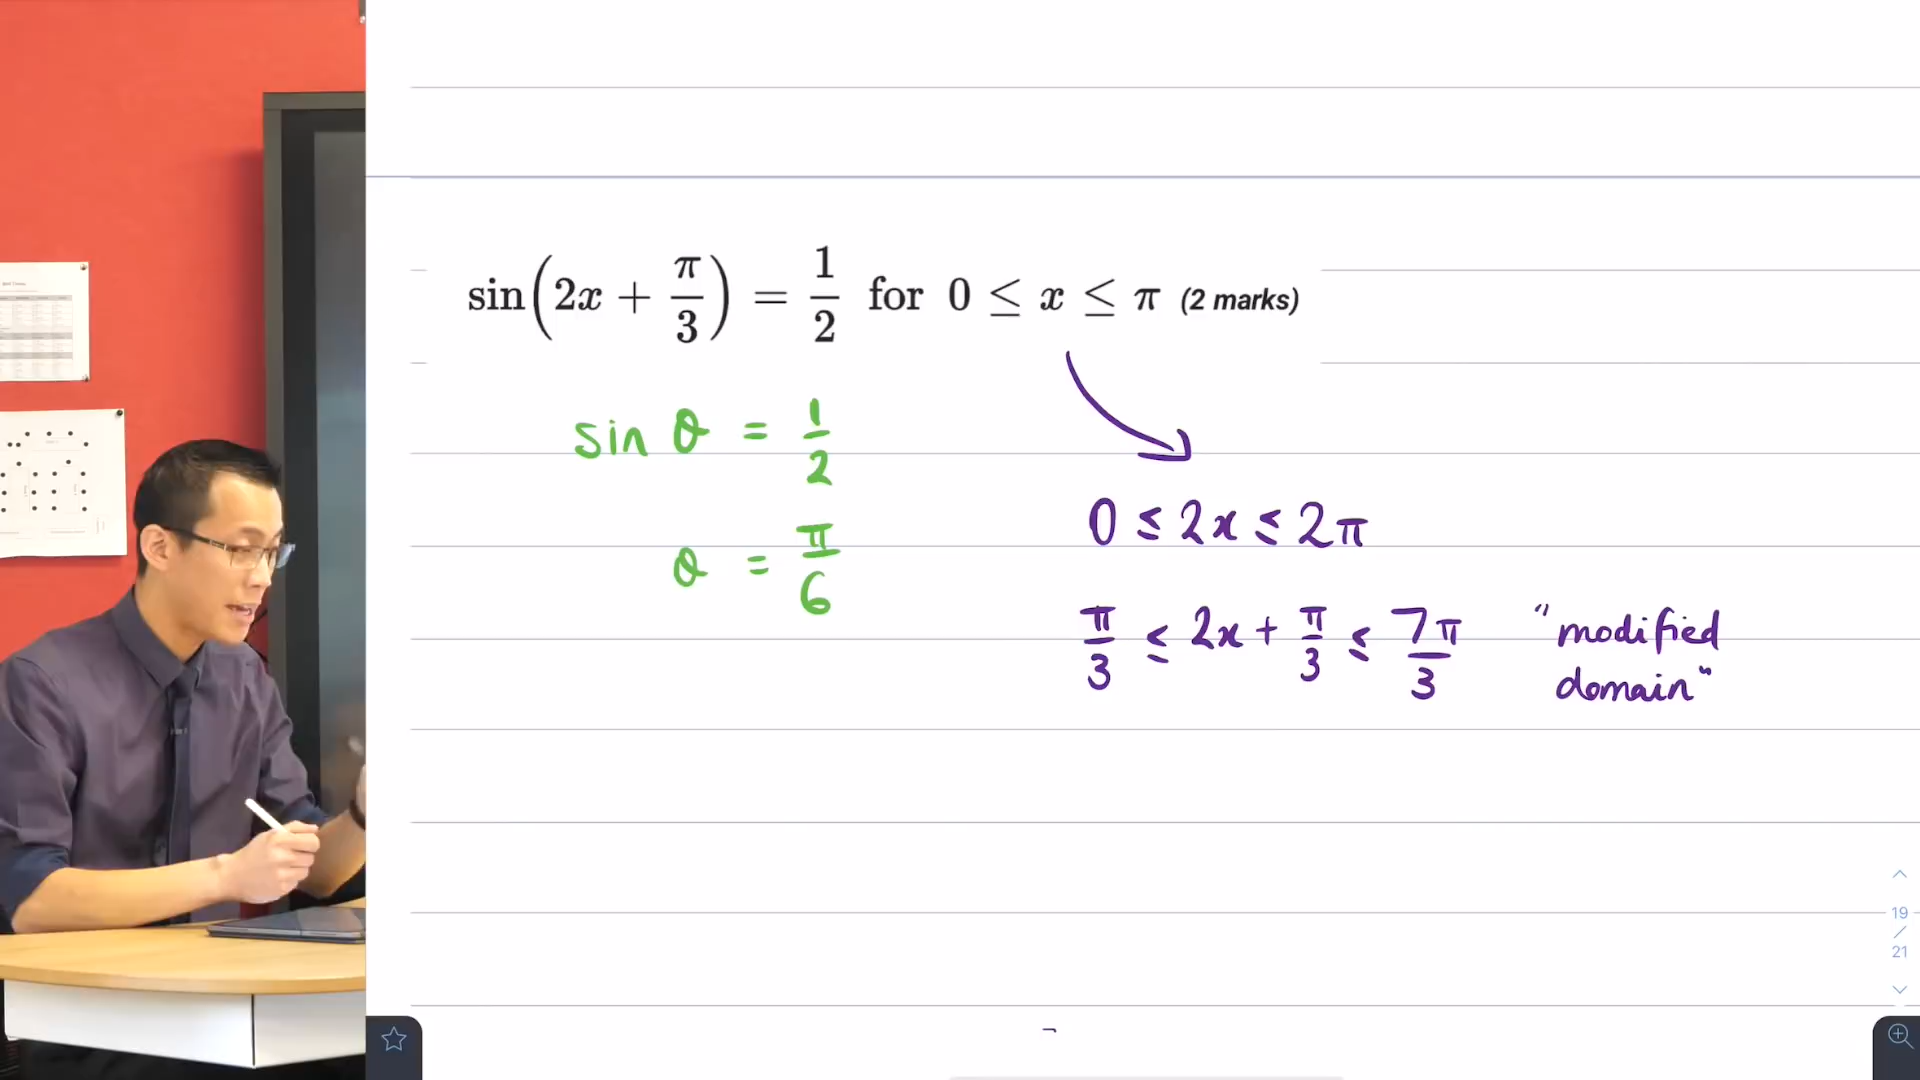 sin(2x + π/3) = 1/2 for 0 ≤ x ≤ π (2 marks)
sin θ = 1/2
θ = π/6
0 ≤ 2x ≤ 2π
π/3 ≤ 2x + π/3 ≤ 7π/3
"modified
domain"
19
/
21